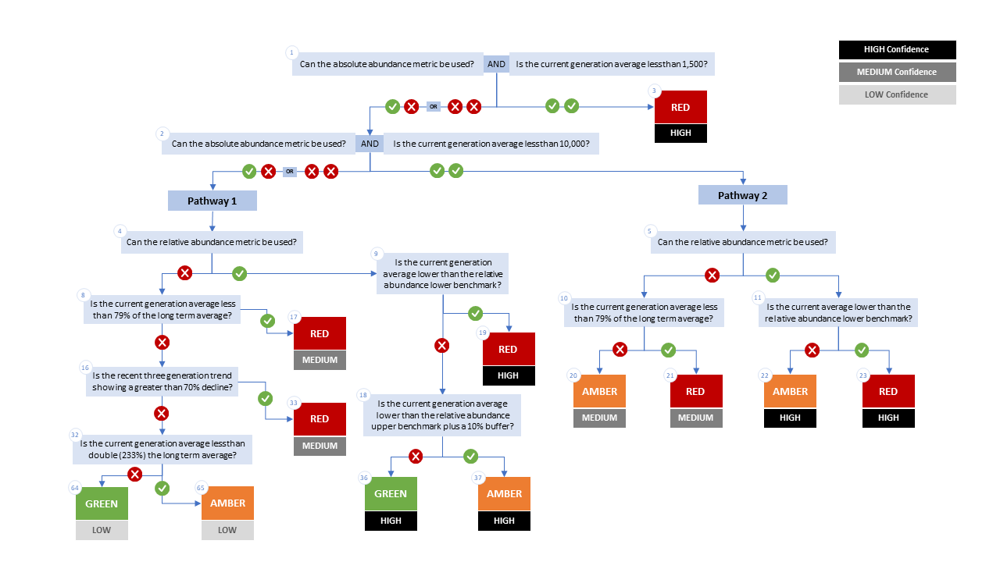 1
Can the absolute abundance metric be used? AND Is the current generation average lessthan 1,500?
HIGH Confidence
MEDIUM Confidence
LOW Confidence
OR
3
RED
HIGH
2
Can the absolute abundance metric be used? AND Is the current generation average lessthan 10,000?
OR
Pathway 1
Pathway 2
4
Can the relative abundance metric be used?
5
Can the relative abundance metric be used?
9
Is the current generation
average lower than the relative
abundance lower benchmark?
8
Is the current generation average less
than 79% of the long term average?
17
RED
MEDIUM
19
RED
HIGH
10
Is the current generation average less
than 79% of the long term average?
11
Is the current average lower than the
relative abundance lower benchmark?
16
Is the recent three generation trend
showing a greater than 70% decline?
33
RED
MEDIUM
18
Is the current generation average
lower than the relative abundance
upper benchmark plus a 10% buffer?
20
AMBER
MEDIUM
21
RED
MEDIUM
22
AMBER
HIGH
23
RED
HIGH
32
Is the current generation average lessthan
double (233%) the long term average?
64
GREEN
LOW
65
AMBER
LOW
36
GREEN
HIGH
37
AMBER
HIGH